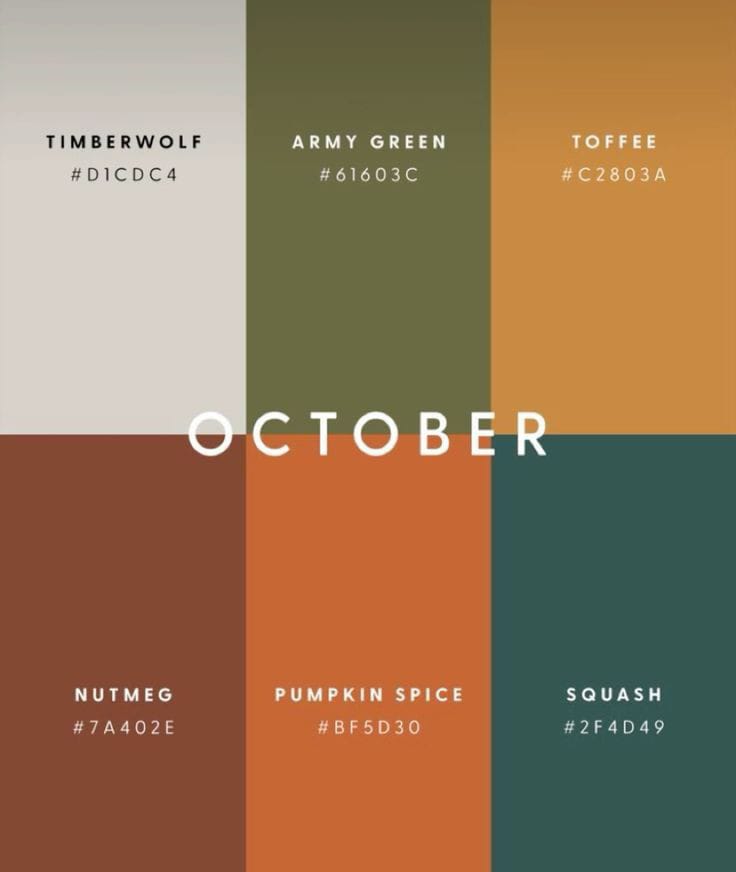 TIMBERWOLF
#D1CDC4
ARMY GREEN
#61603C
TOFFEE
#C2803A
OCTOBER
NUTMEG
#7A402E
PUMPKIN SPICE
#BF5D30
SQUASH
#2F4D49